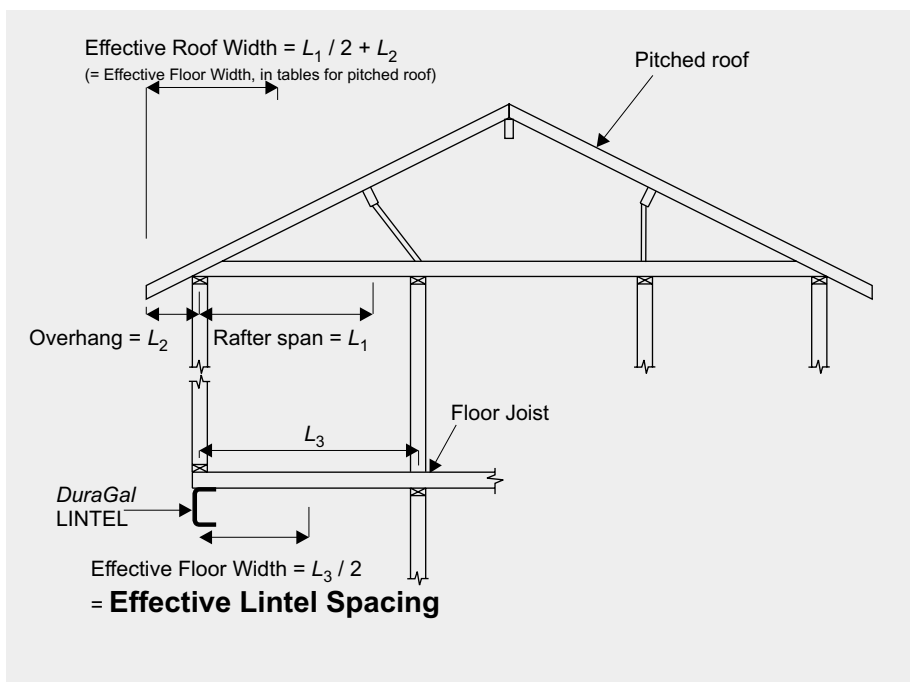 Effective Roof Width = L₁ / 2 + L₂
(= Effective Floor Width, in tables for pitched roof)
Pitched roof
Overhang = L₂
Rafter span = L₁
Floor Joist
L₃
DuraGal
LINTEL
Effective Floor Width = L₃ / 2
= Effective Lintel Spacing